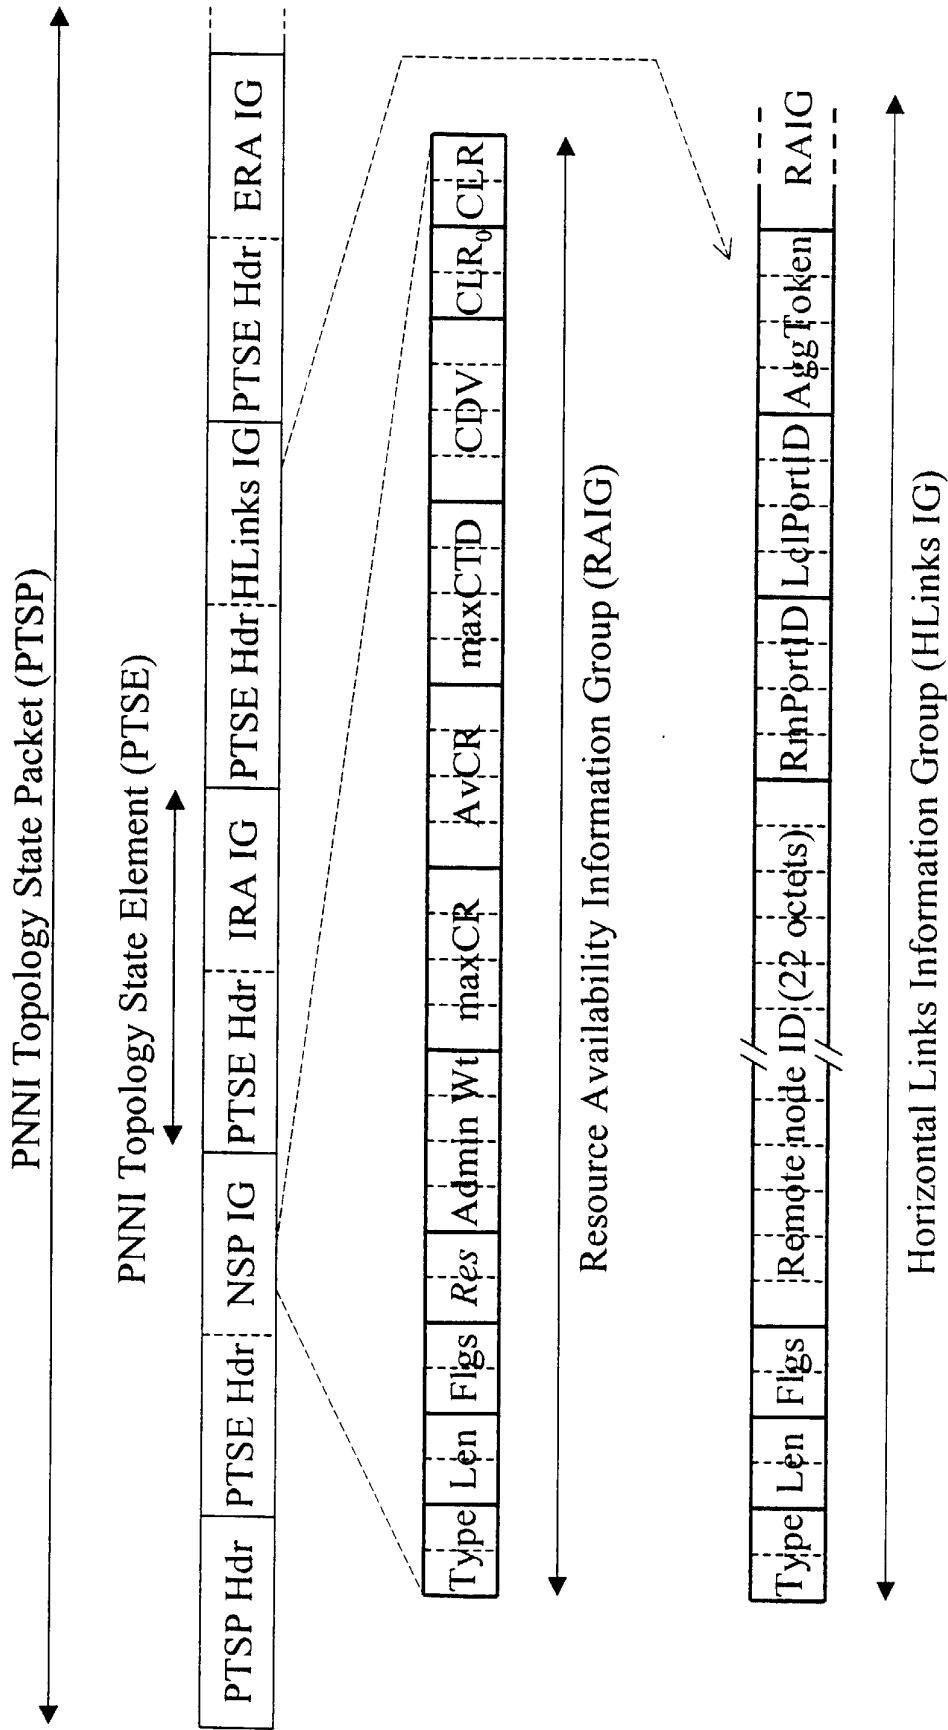 PNNI Topology State Packet (PTSP)
PNNI Topology State Element (PTSE)
PTSP Hdr PTSE Hdr NSP IG PTSE Hdr IRA IG PTSE Hdr HLinks IG PTSE Hdr ERA IG
Type Len Flgs Res Admin Wt maxCR AvCR maxCTD CDV CLR₀ CLR
Resource Availability Information Group (RAIG)
Type Len Flgs Remote node ID (22 octets) RmPortID LclPortID AggToken RAIG
Horizontal Links Information Group (HLinks IG)